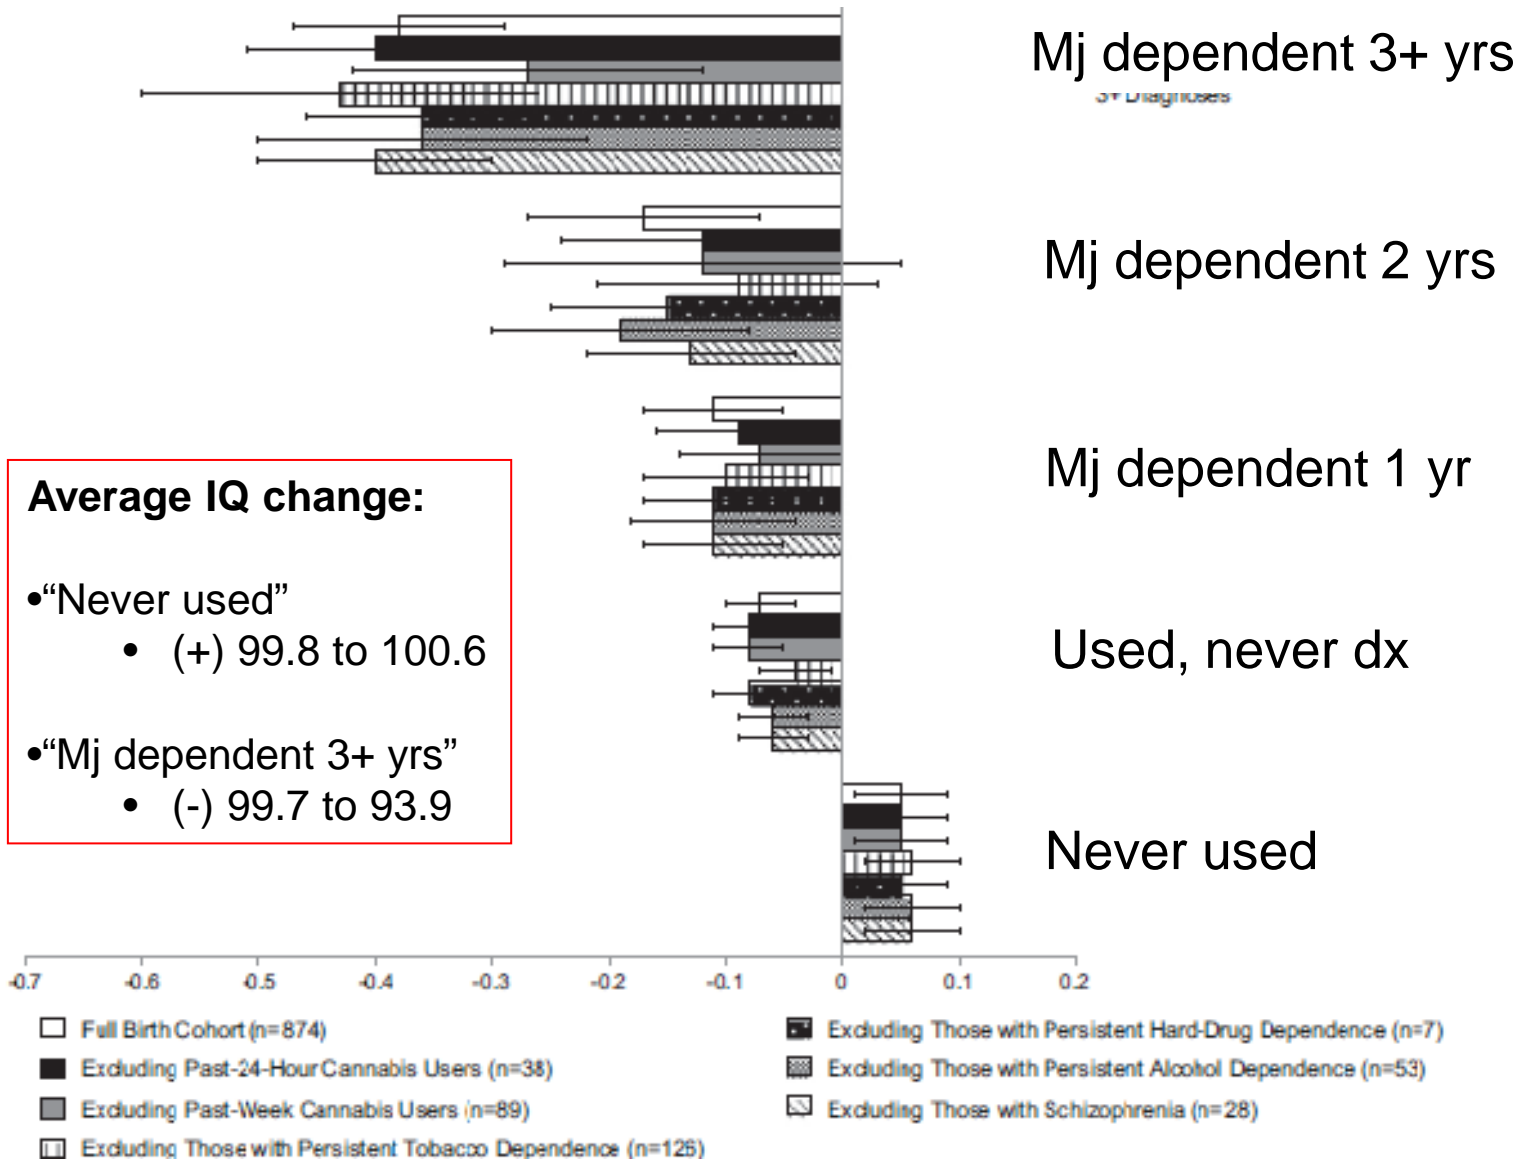 Mj dependent 3+ yrs
3+ Diagnoses
Mj dependent 2 yrs
Mj dependent 1 yr
Used, never dx
Never used
Average IQ change:
•“Never used”
• (+) 99.8 to 100.6
•“Mj dependent 3+ yrs”
• (-) 99.7 to 93.9
-0.7 -0.6 -0.5 -0.4 -0.3 -0.2 -0.1 0 0.1 0.2
Full Birth Cohort (n=874)
Excluding Past-24-Hour Cannabis Users (n=38)
Excluding Past-Week Cannabis Users (n=89)
Excluding Those with Persistent Tobacco Dependence (n=126)
Excluding Those with Persistent Hard-Drug Dependence (n=7)
Excluding Those with Persistent Alcohol Dependence (n=53)
Excluding Those with Schizophrenia (n=28)